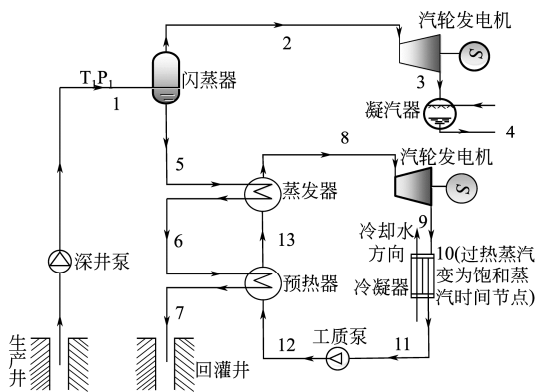 汽轮发电机
2
S
T₁P₁
闪蒸器
3
1
凝汽器
4
8
汽轮发电机
5
蒸发器
S
9
冷却水
方向
6
13
10(过热蒸汽
变为饱和蒸
汽时间节点)
深井泵
预热器
冷凝器
7
工质泵
12
11
生产井
回灌井